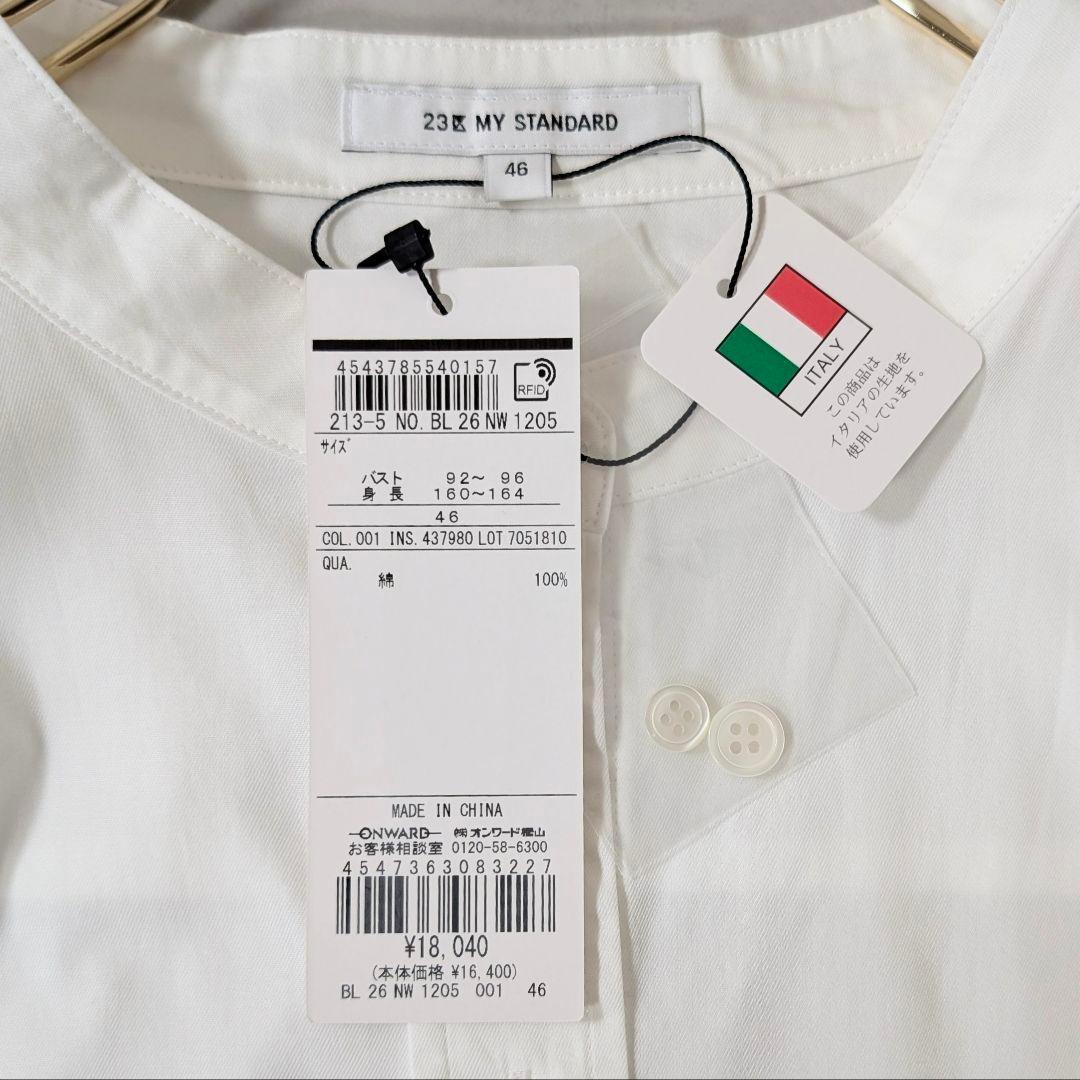 23区 MY STANDARD
46
4543785540157
RFID
213-5 NO. BL 26 NW 1205
サイズ
バスト 92～ 96
身長 160～164
46
COL. 001 INS. 437980 LOT 7051810
QUA.
綿 100%
MADE IN CHINA
ONWARD ㈱オンワード樫山
お客様相談室 0120-58-6300
4547363083227
¥18,040
(本体価格 ¥16,400)
BL 26 NW 1205 001 46
ITALY
この商品は
イタリアの生地を
使用しています。